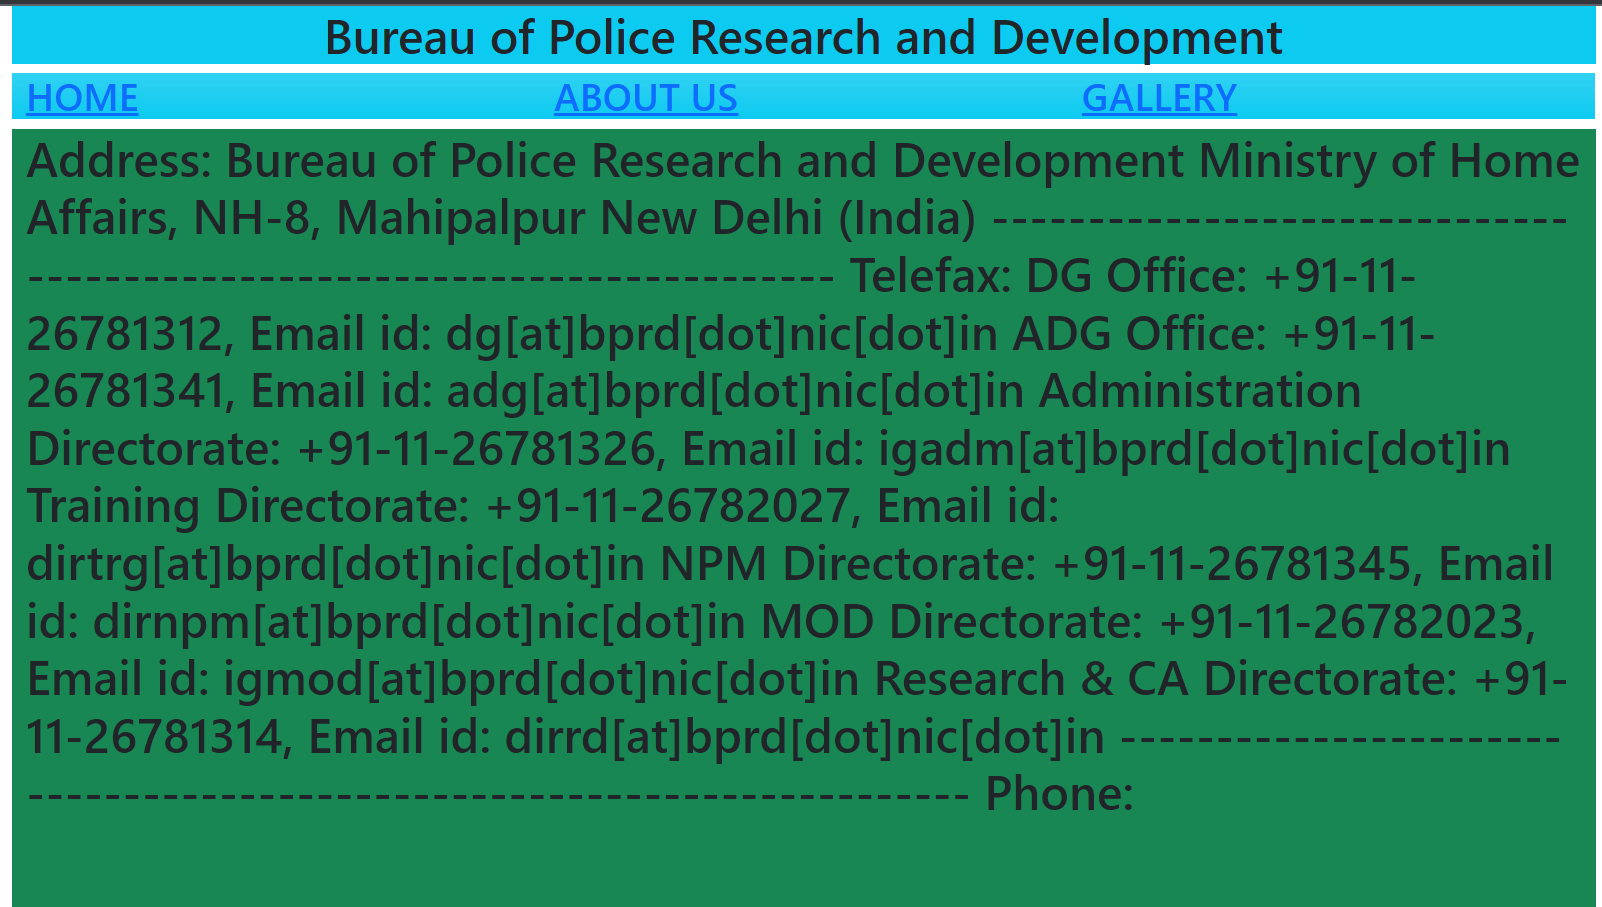 Bureau of Police Research and Development
HOME ABOUT US GALLERY
Address: Bureau of Police Research and Development Ministry of Home
Affairs, NH-8, Mahipalpur New Delhi (India) ------------------------------
------------------------------------------ Telefax: DG Office: +91-11-
26781312, Email id: dg[at]bprd[dot]nic[dot]in ADG Office: +91-11-
26781341, Email id: adg[at]bprd[dot]nic[dot]in Administration
Directorate: +91-11-26781326, Email id: igadm[at]bprd[dot]nic[dot]in
Training Directorate: +91-11-26782027, Email id:
dirtrg[at]bprd[dot]nic[dot]in NPM Directorate: +91-11-26781345, Email
id: dirnpm[at]bprd[dot]nic[dot]in MOD Directorate: +91-11-26782023,
Email id: igmod[at]bprd[dot]nic[dot]in Research & CA Directorate: +91-
11-26781314, Email id: dirrd[at]bprd[dot]nic[dot]in -----------------------
------------------------------------------------- Phone: